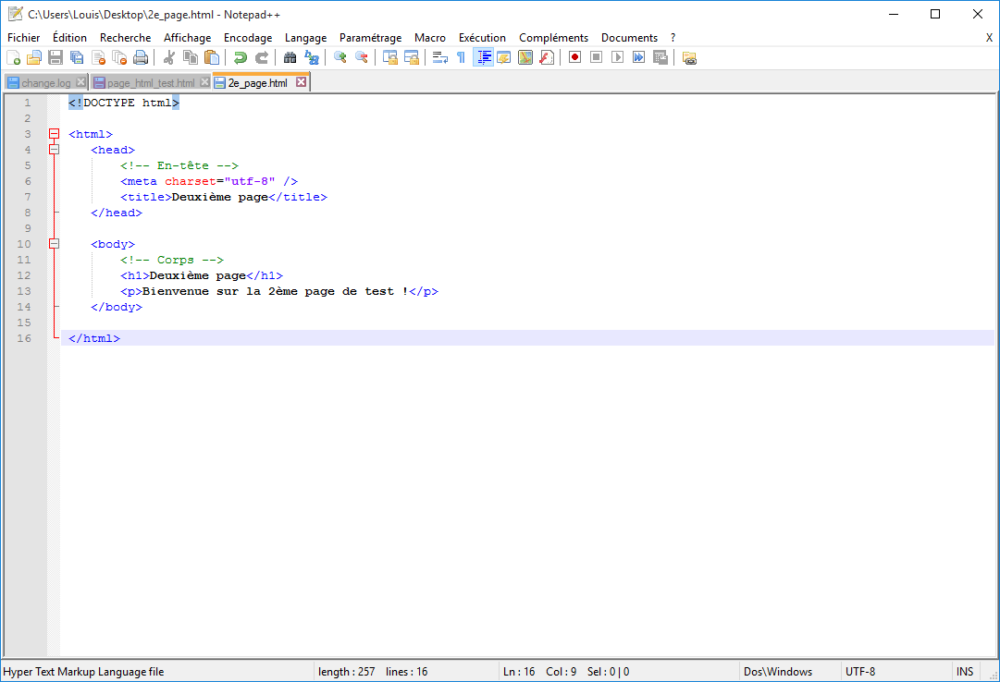 C:\Users\Louis\Desktop\2e_page.html - Notepad++
Fichier Édition Recherche Affichage Encodage Langage Paramétrage Macro Exécution Compléments Documents ? X
change.log page_html_test.html 2e_page.html
1 <!DOCTYPE html>
2
3 <html>
4 <head>
5 <!-- En-tête -->
6 <meta charset="utf-8" />
7 <title>Deuxième page</title>
8 </head>
9
10 <body>
11 <!-- Corps -->
12 <h1>Deuxième page</h1>
13 <p>Bienvenue sur la 2ème page de test !</p>
14 </body>
15
16 </html>
Hyper Text Markup Language file length : 257 lines : 16 Ln : 16 Col : 9 Sel : 0 | 0 Dos\Windows UTF-8 INS